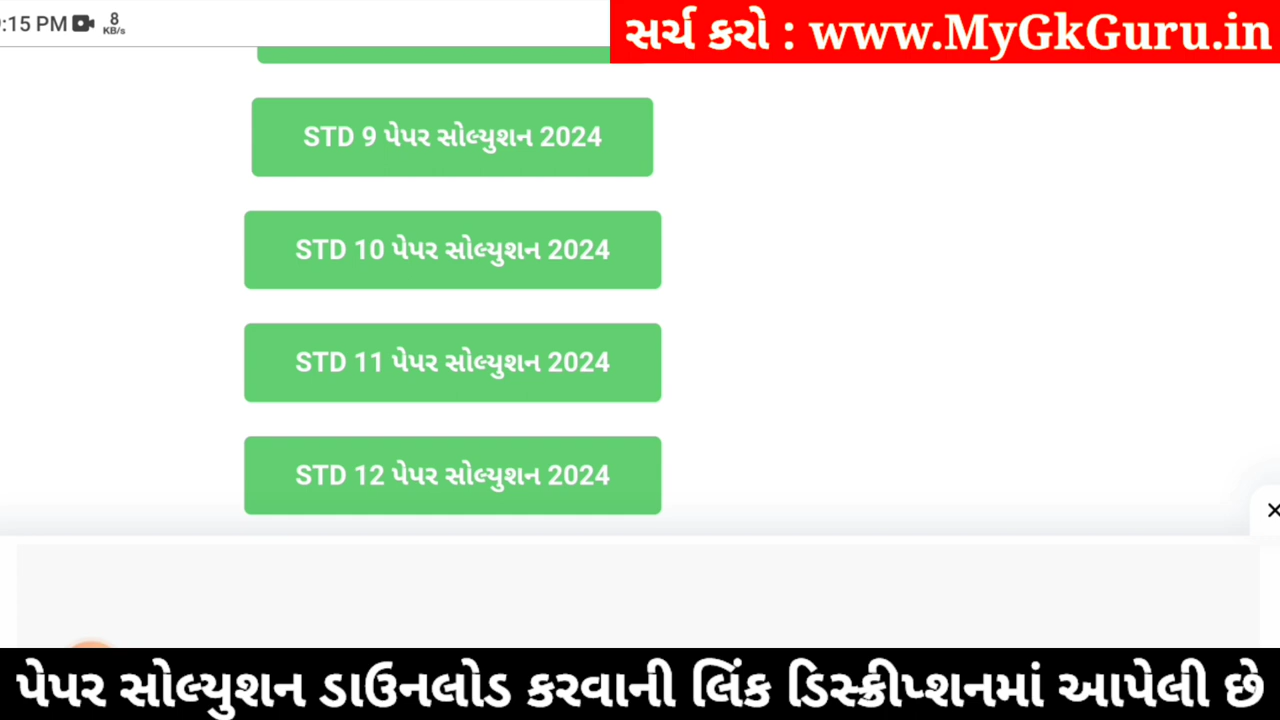 :15 PM 8 KB/s
સર્ચ કરો : www.MyGkGuru.in
STD 9 પેપર સોલ્યુશન 2024
STD 10 પેપર સોલ્યુશન 2024
STD 11 પેપર સોલ્યુશન 2024
STD 12 પેપર સોલ્યુશન 2024
પેપર સોલ્યુશન ડાઉનલોડ કરવાની લિંક ડિસ્ક્રીપ્શનમાં આપેલી છે